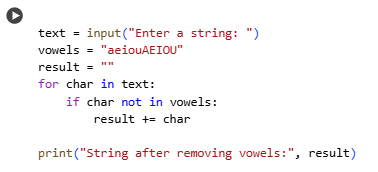 text = input("Enter a string: ")
vowels = "aeiouAEIOU"
result = ""
for char in text:
    if char not in vowels:
        result += char
print("String after removing vowels:", result)